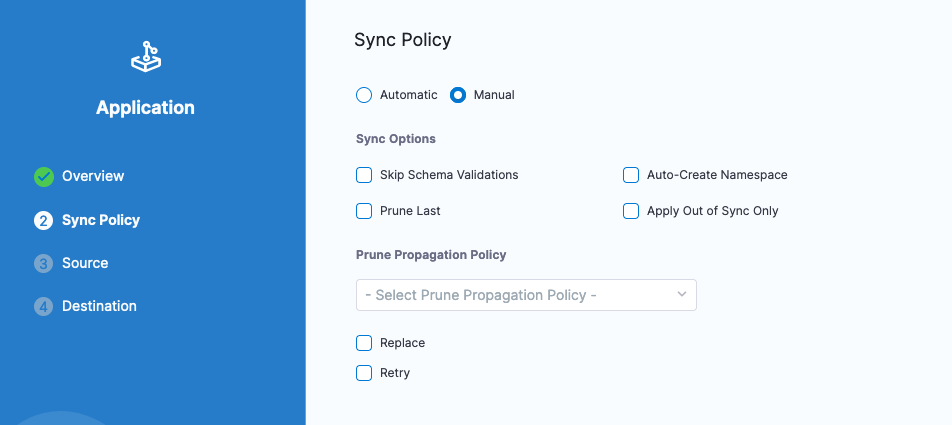 Application
Overview
2 Sync Policy
3 Source
4 Destination
Sync Policy
Automatic Manual
Sync Options
Skip Schema Validations Auto-Create Namespace
Prune Last Apply Out of Sync Only
Prune Propagation Policy
- Select Prune Propagation Policy -
Replace
Retry